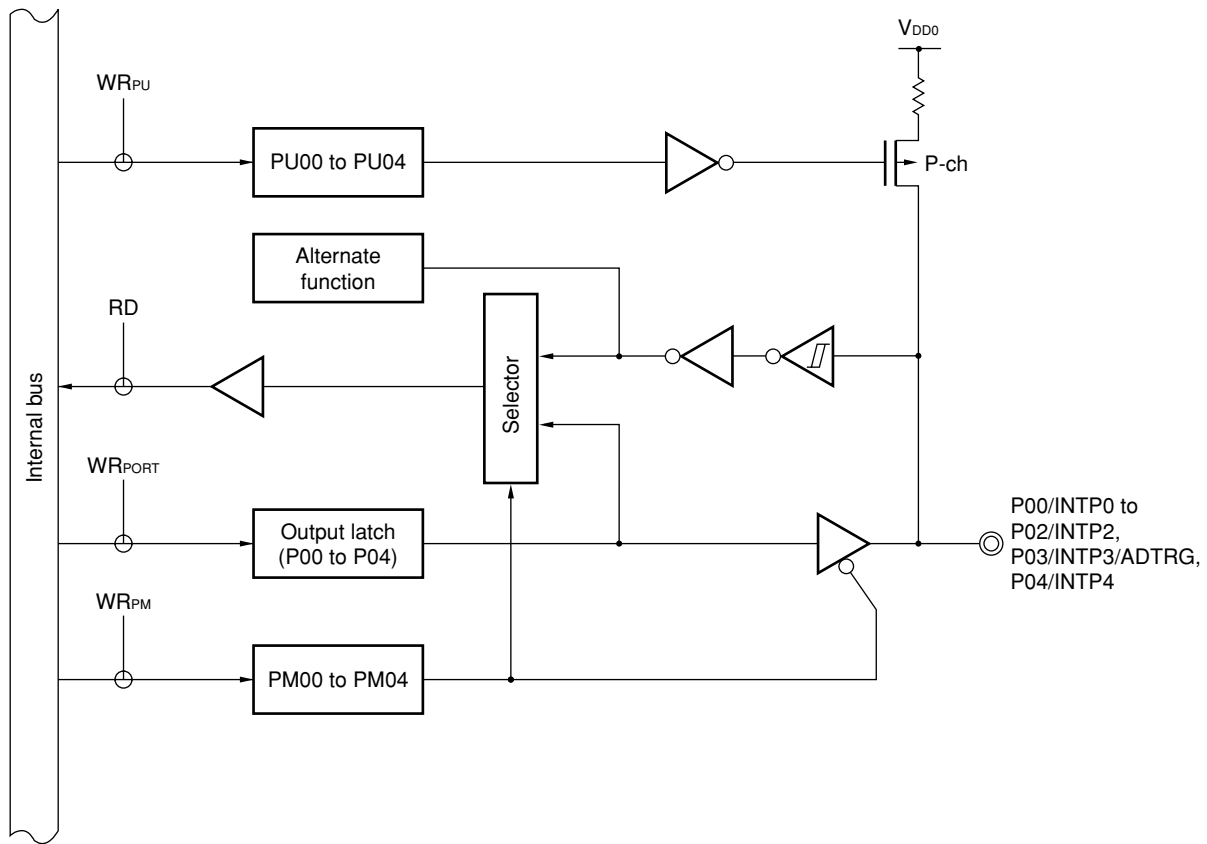 VDD0
WRPU
PU00 to PU04
P-ch
Alternate
function
RD
Selector
Internal bus
WRPORT
Output latch
(P00 to P04)
P00/INTP0 to
P02/INTP2,
P03/INTP3/ADTRG,
P04/INTP4
WRPM
PM00 to PM04